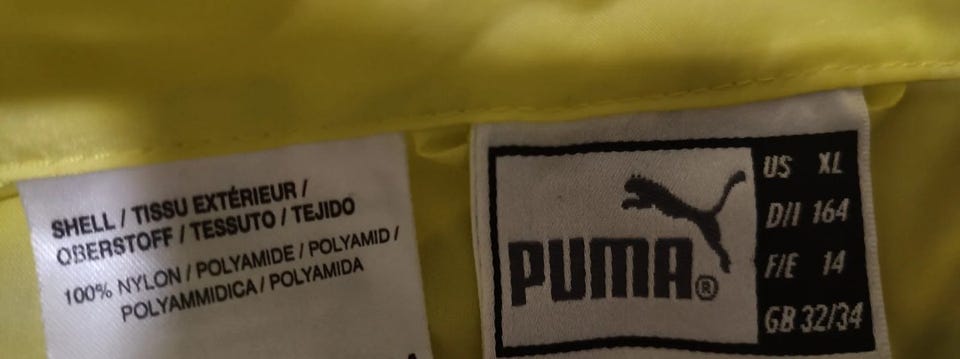 SHELL / TISSU EXTÉRIEUR /
OBERSTOFF / TESSUTO / TEJIDO
100% NYLON / POLYAMIDE / POLYAMID /
POLYAMMIDICA / POLYAMIDA
PUMA®
US XL
D/I 164
F/E 14
GB 32/34